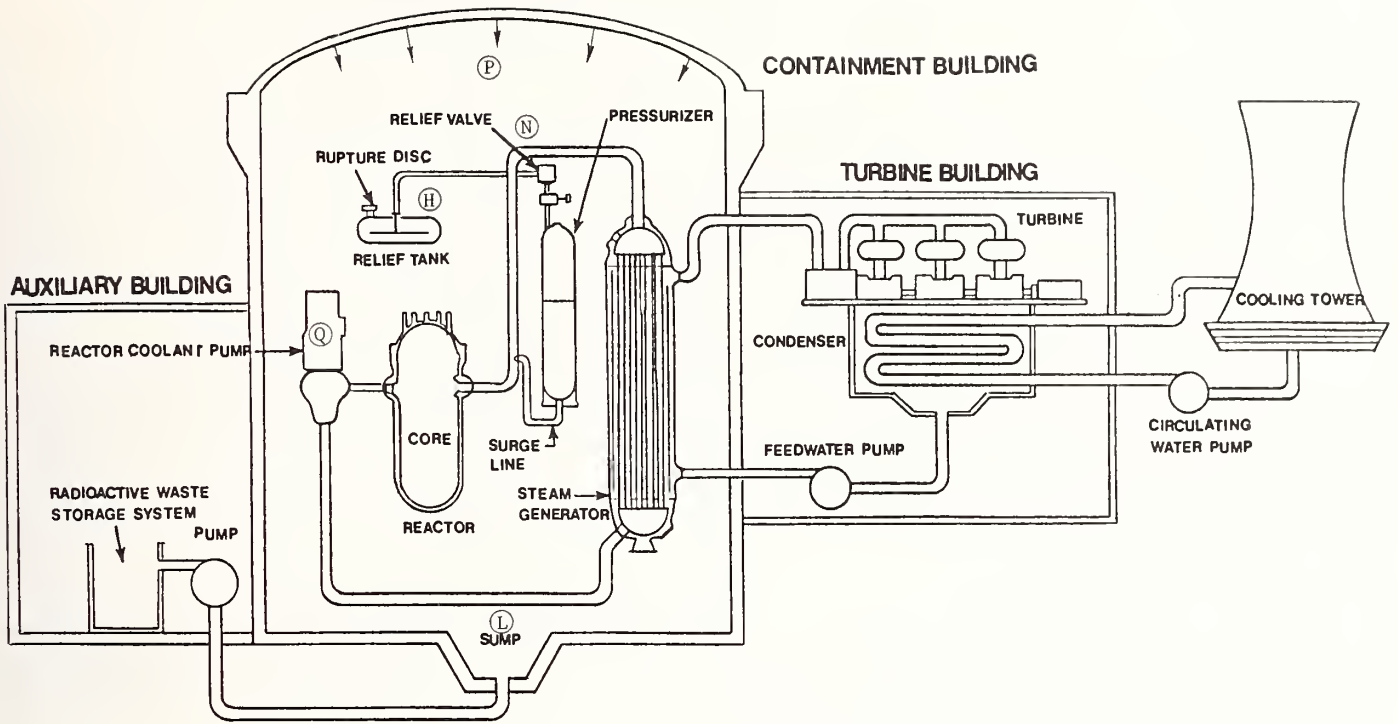 CONTAINMENT BUILDING
P
RELIEF VALVE
N
PRESSURIZER
RUPTURE DISC
H
RELIEF TANK
TURBINE BUILDING
TURBINE
AUXILIARY BUILDING
Q
REACTOR COOLANT PUMP
COOLING TOWER
CONDENSER
CORE
SURGE
LINE
CIRCULATING
WATER PUMP
FEEDWATER PUMP
STEAM
GENERATOR
REACTOR
RADIOACTIVE WASTE
STORAGE SYSTEM
PUMP
L
SUMP